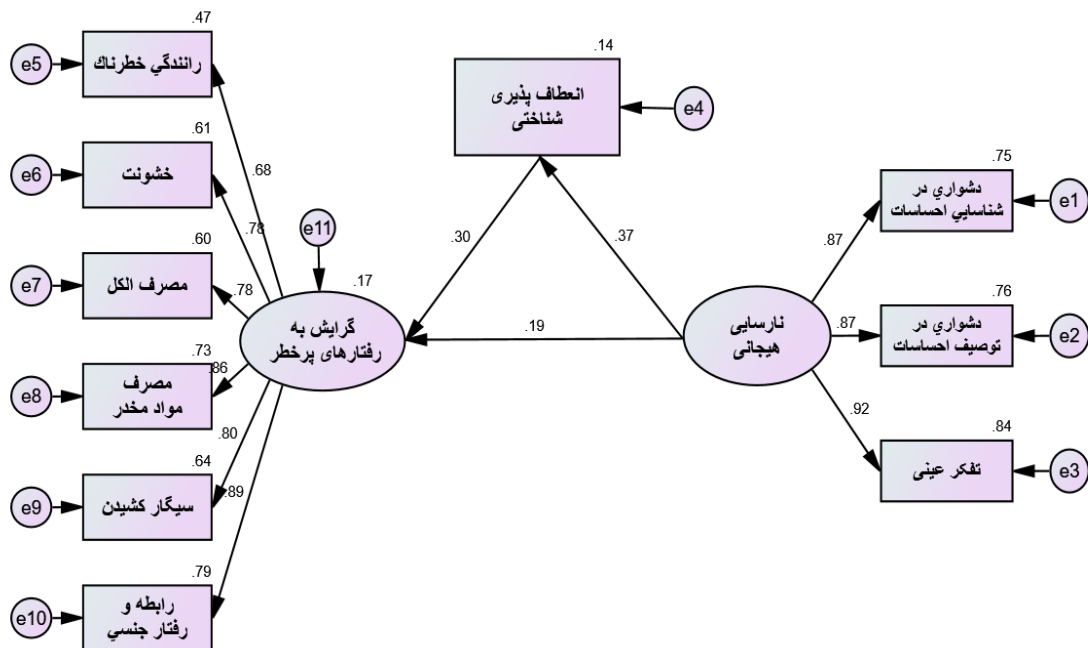 .47
رانندگي خطرناك
e5
.68
.61
خشونت
e6
.78
.60
مصرف الكل
e7
.78
.73
مصرف
مواد مخدر
e8
.86
.64
سيگار كشيدن
e9
.80
.79
رابطه و
رفتار جنسي
e10
.89
e11
.17
گرایش به
رفتارهای پرخطر
.14
انعطاف پذیری
شناختی
e4
.30
.37
.19
نارسایی
هیجانی
.75
دشواري در
شناسايي احساسات
e1
.87
.76
دشواري در
توصيف احساسات
e2
.87
.84
تفکر عینی
e3
.92